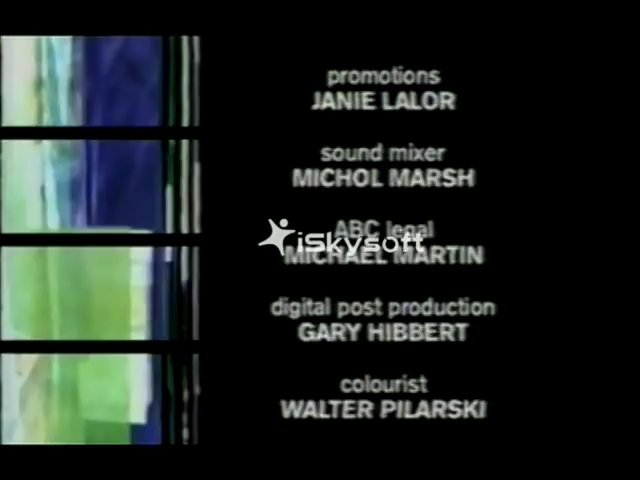 promotions
JANIE LALOR
sound mixer
MICHOL MARSH
ABC legal
iSkysoft
MICHAEL MARTIN
digital post production
GARY HIBBERT
colourist
WALTER PILARSKI